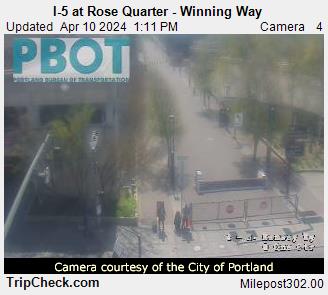 I-5 at Rose Quarter - Winning Way
Updated Apr 10 2024 1:11 PM Camera 4
PBOT
PORTLAND BUREAU OF TRANSPORTATION
Camera courtesy of the City of Portland
TripCheck.com Milepost302.00